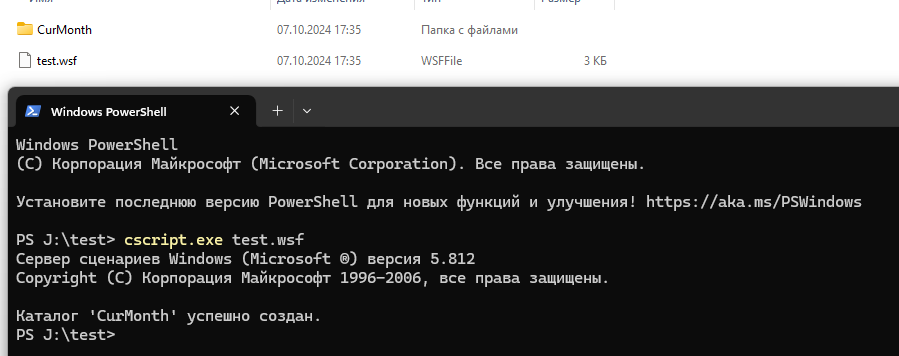 Имя Дата изменения Тип Размер
CurMonth 07.10.2024 17:35 Папка с файлами
test.wsf 07.10.2024 17:35 WSFFile 3 КБ
Windows PowerShell
Windows PowerShell
(C) Корпорация Майкрософт (Microsoft Corporation). Все права защищены.
Установите последнюю версию PowerShell для новых функций и улучшения! https://aka.ms/PSWindows
PS J:\test> cscript.exe test.wsf
Сервер сценариев Windows (Microsoft ®) версия 5.812
Copyright (C) Корпорация Майкрософт 1996-2006, все права защищены.
Каталог 'CurMonth' успешно создан.
PS J:\test>